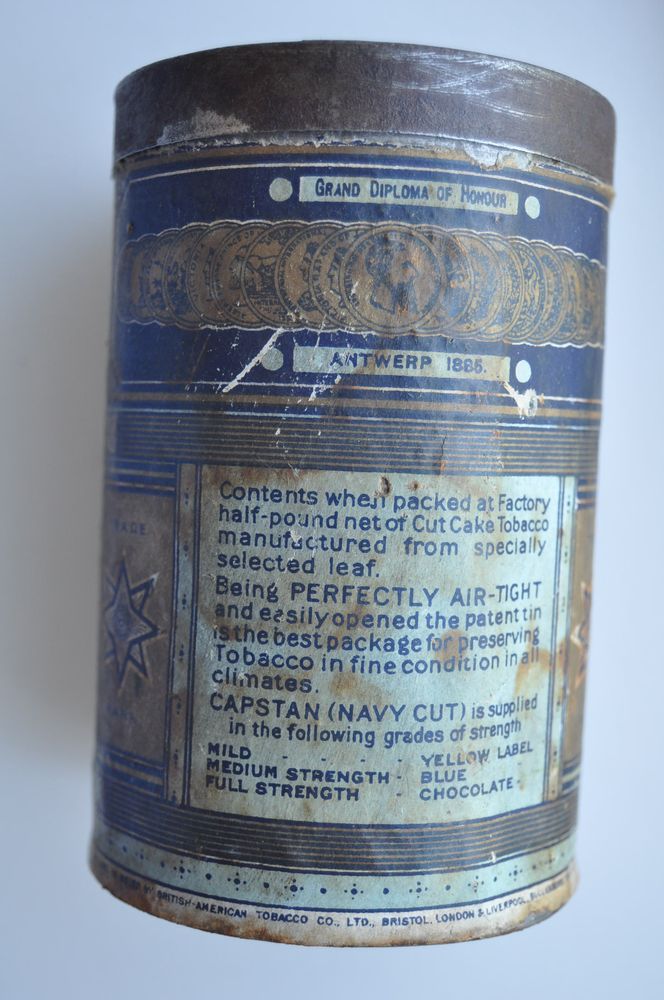 GRAND DIPLOMA OF HONOUR
ANTWERP 1885.
Contents when packed at Factory
half-pound net of Cut Cake Tobacco
manufactured from specially
selected leaf.
Being PERFECTLY AIR-TIGHT
and easily opened the patent tin
is the best package for preserving
Tobacco in fine condition in all
climates.
CAPSTAN (NAVY CUT) is supplied
in the following grades of strength
MILD - - - - YELLOW LABEL
MEDIUM STRENGTH - BLUE -
FULL STRENGTH - CHOCOLATE -
TRADE
MARK
BY BRITISH-AMERICAN TOBACCO CO., LTD., BRISTOL, LONDON & LIVERPOOL,